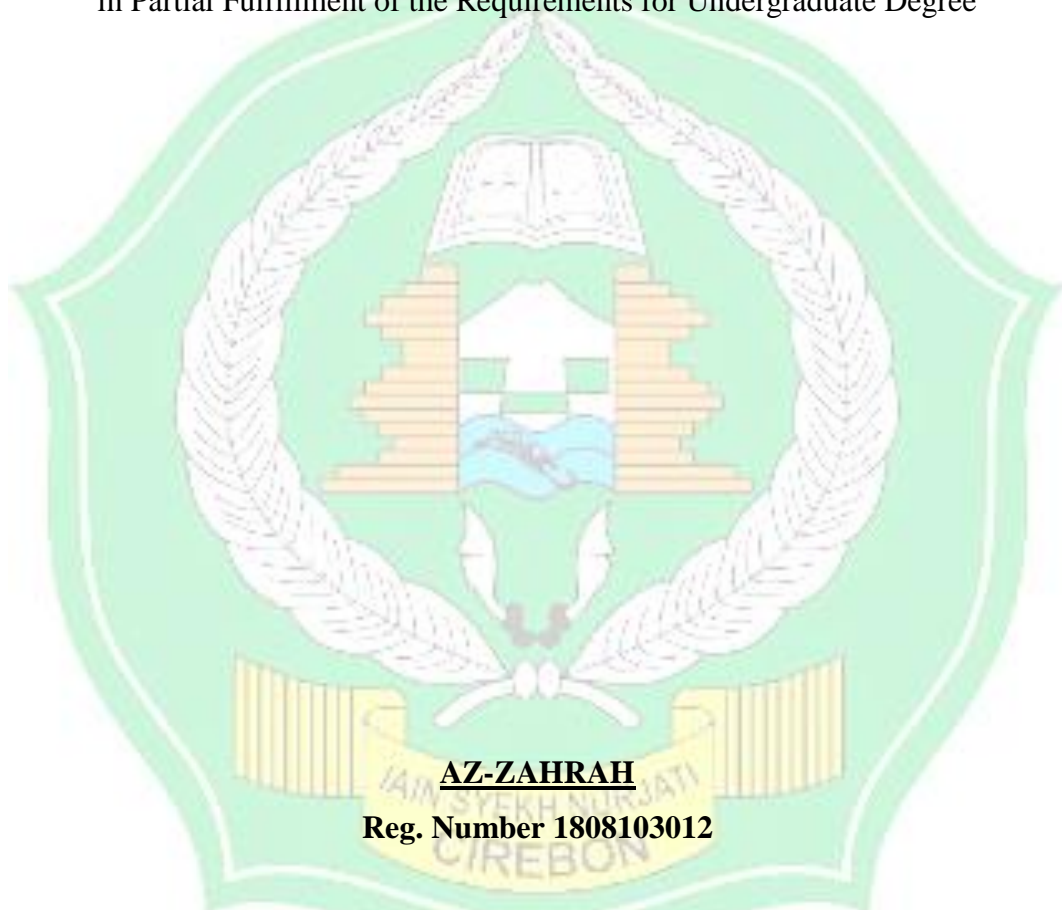 in Partial Fulfillment of the Requirements for Undergraduate Degree
AZ-ZAHRAH
IAIN SYEKH NURJATI
Reg. Number 1808103012
CIREBON